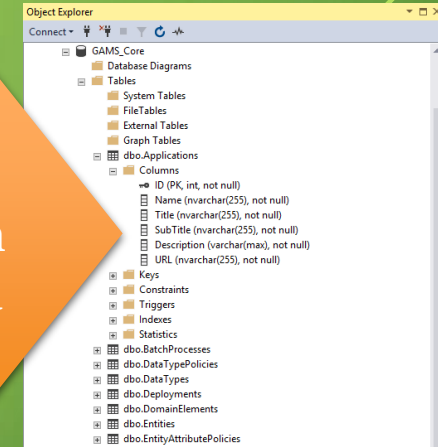 Object Explorer
Connect
GAMS_Core
Database Diagrams
Tables
System Tables
FileTables
External Tables
Graph Tables
dbo.Applications
Columns
ID (PK, int, not null)
Name (nvarchar(255), not null)
Title (nvarchar(255), not null)
SubTitle (nvarchar(255), not null)
Description (varchar(max), not null)
URL (nvarchar(255), not null)
Keys
Constraints
Triggers
Indexes
Statistics
dbo.BatchProcesses
dbo.DataTypePolicies
dbo.DataTypes
dbo.Deployments
dbo.DomainElements
dbo.Entities
dbo.EntityAttributePolicies